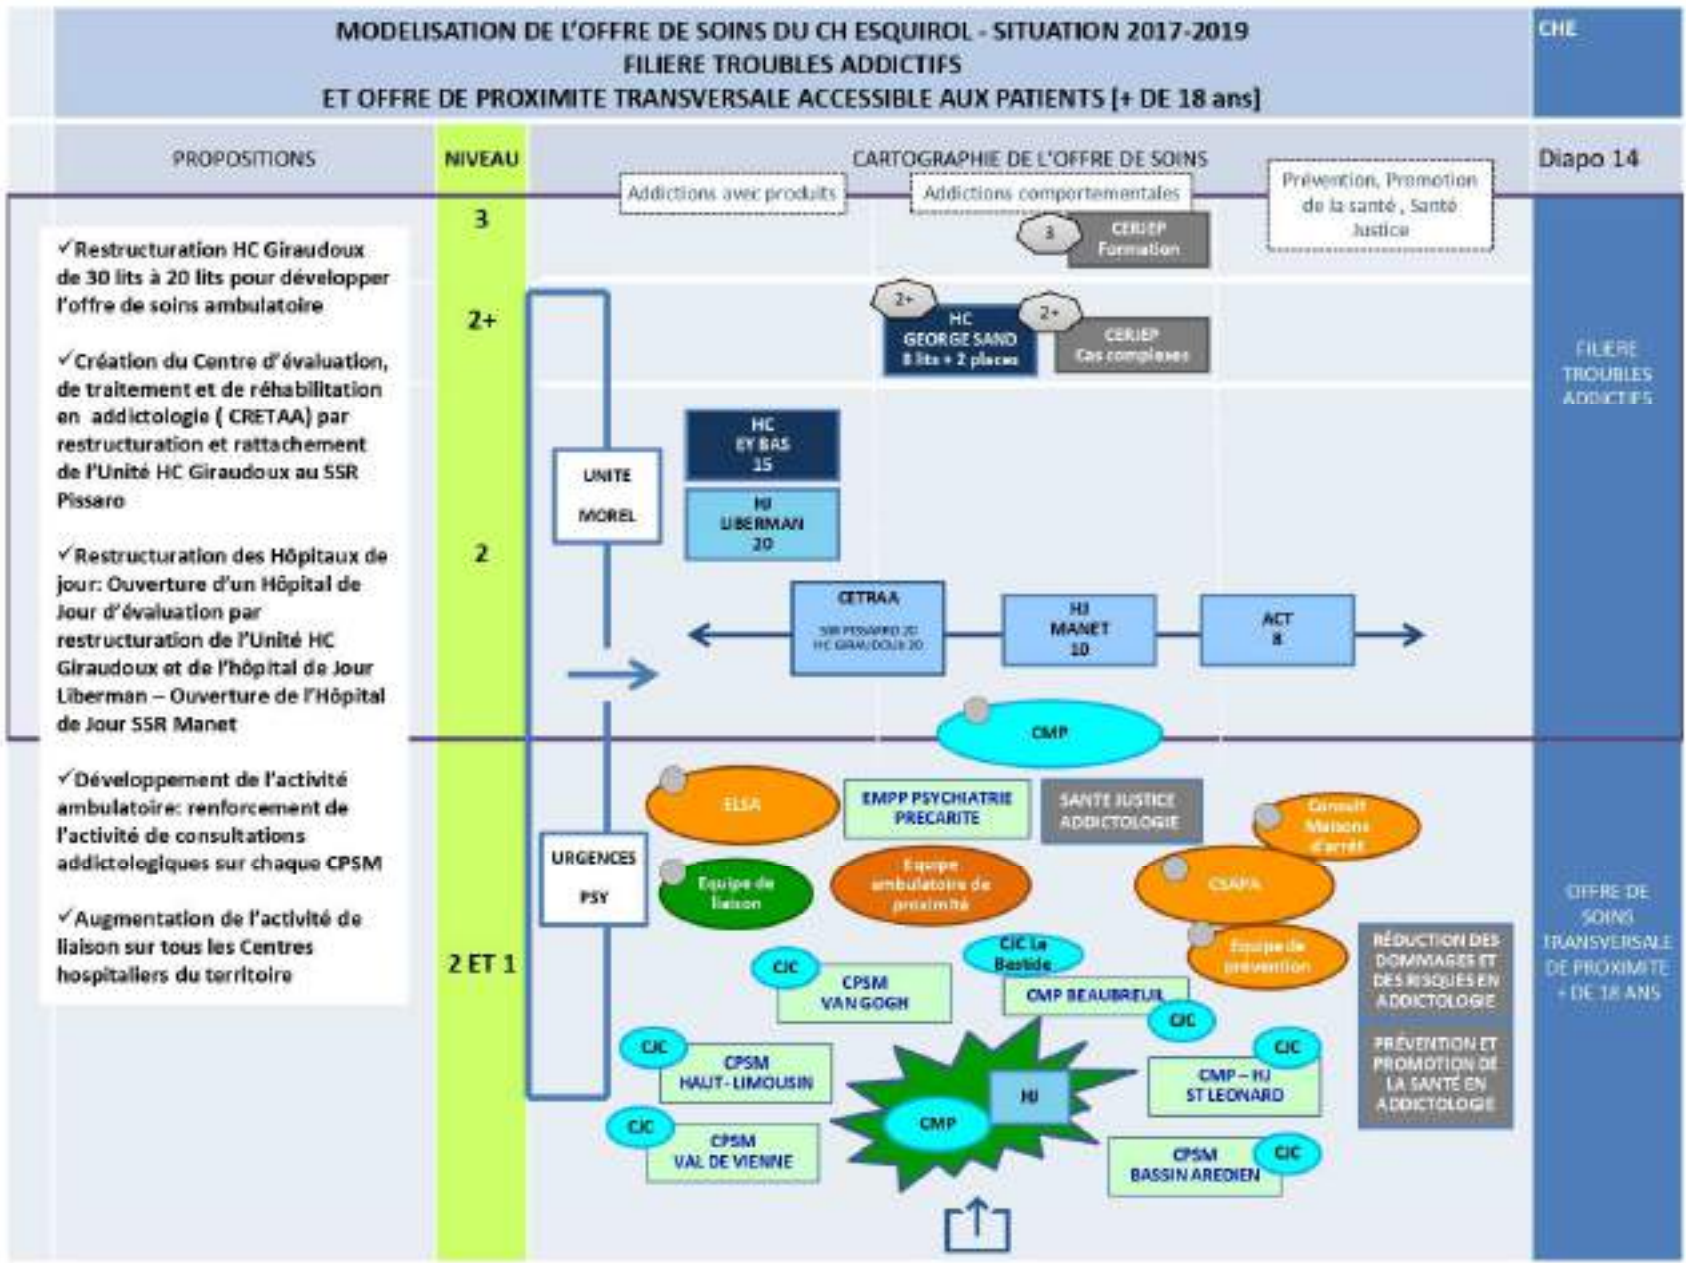 MODELISATION DE L'OFFRE DE SOINS DU CH ESQUIROL - SITUATION 2017-2019
FILIERE TROUBLES ADDICTIFS
ET OFFRE DE PROXIMITE TRANSVERSALE ACCESSIBLE AUX PATIENTS [+ DE 18 ans]
CHE
PROPOSITIONS
NIVEAU
CARTOGRAPHIE DE L'OFFRE DE SOINS
Diapo 14
Addictions avec produits
Addictions comportementales
Prévention, Promotion
de la santé , Santé
Justice
✓Restructuration HC Giraudoux
de 30 lits à 20 lits pour développer
l'offre de soins ambulatoire
✓Création du Centre d'évaluation,
de traitement et de réhabilitation
en addictologie ( CRETAA) par
restructuration et rattachement
de l'Unité HC Giraudoux au SSR
Pissaro
✓Restructuration des Hôpitaux de
jour: Ouverture d'un Hôpital de
Jour d'évaluation par
restructuration de l'Unité HC
Giraudoux et de l'hôpital de Jour
Liberman – Ouverture de l'Hôpital
de Jour SSR Manet
✓Développement de l'activité
ambulatoire: renforcement de
l'activité de consultations
addictologiques sur chaque CPSM
✓Augmentation de l'activité de
liaison sur tous les Centres
hospitaliers du territoire
3
2+
2
2 ET 1
3
CERJEP
Formation
2+
HC
GEORGE SAND
8 lits + 2 places
2+
CERJEP
Cas complexes
UNITE
MOREL
HC
EY BAS
15
HJ
LIBERMAN
20
CETRAA
SSR PISSARRO 20
HC GIRAUDOUX 20
HJ
MANET
10
ACT
8
CMP
FILIERE
TROUBLES
ADDICTIFS
URGENCES
PSY
ELSA
EMPP PSYCHIATRIE
PRECARITE
SANTE JUSTICE
ADDICTOLOGIE
Consult
Maisons
d'arrêt
Equipe de
liaison
Equipe
ambulatoire de
proximité
CSAPA
Equipe de
prévention
CJC
CPSM
VAN GOGH
CJC La
Bastide
CMP BEAUBREUIL
CJC
RÉDUCTION DES
DOMMAGES ET
DES RISQUES EN
ADDICTOLOGIE
CJC
CPSM
HAUT- LIMOUSIN
CMP
HJ
CJC
CMP – HJ
ST LEONARD
PRÉVENTION ET
PROMOTION DE
LA SANTÉ EN
ADDICTOLOGIE
CJC
CPSM
VAL DE VIENNE
CPSM
BASSIN AREDIEN
CJC
OFFRE DE
SOINS
TRANSVERSALE
DE PROXIMITE
+ DE 18 ANS